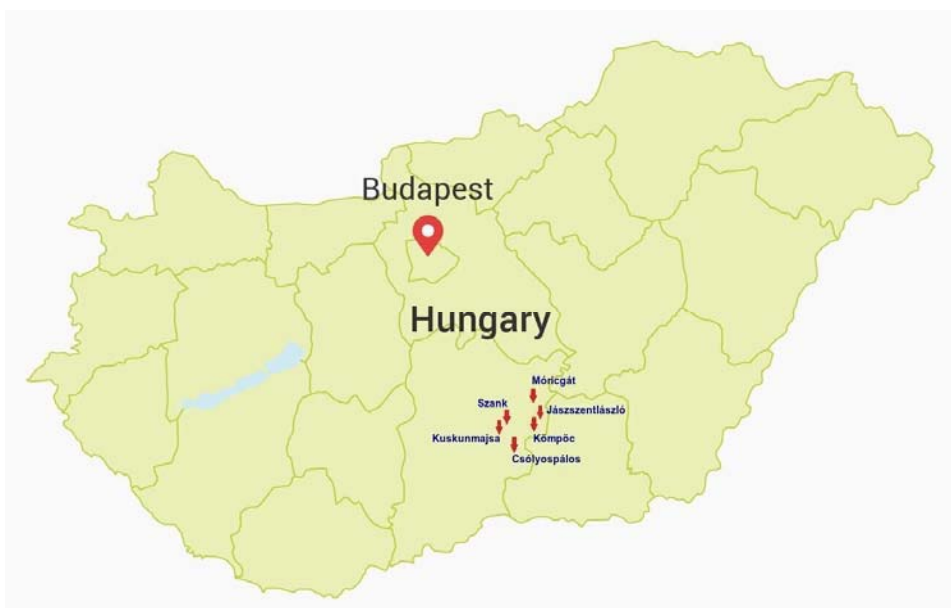 Budapest
Hungary
Móricgát
Szank
Jászszentlászló
Kuskunmajsa
Kömpöc
Csólyospálos